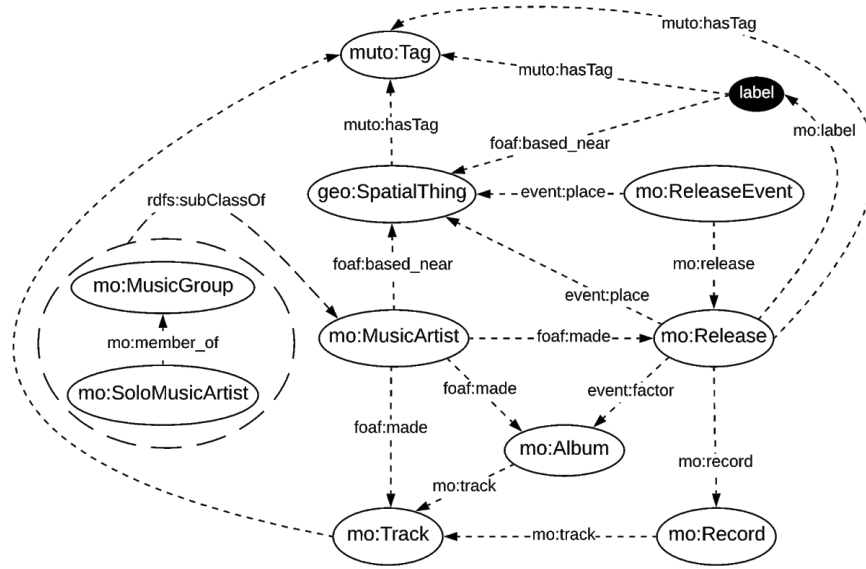 muto:hasTag
muto:Tag
muto:hasTag
label
muto:hasTag
mo:label
foaf:based_near
rdfs:subClassOf
geo:SpatialThing
event:place
mo:ReleaseEvent
foaf:based_near
mo:release
mo:MusicGroup
event:place
mo:member_of
mo:MusicArtist
foaf:made
mo:Release
mo:SoloMusicArtist
foaf:made
event:factor
foaf:made
mo:Album
mo:record
mo:track
mo:Track
mo:track
mo:Record